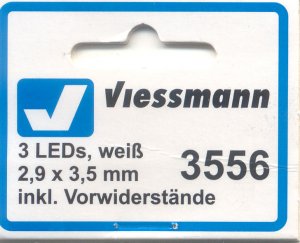 Viessmann
3 LEDs, weiß
2,9 x 3,5 mm
3556
inkl. Vorwiderstände